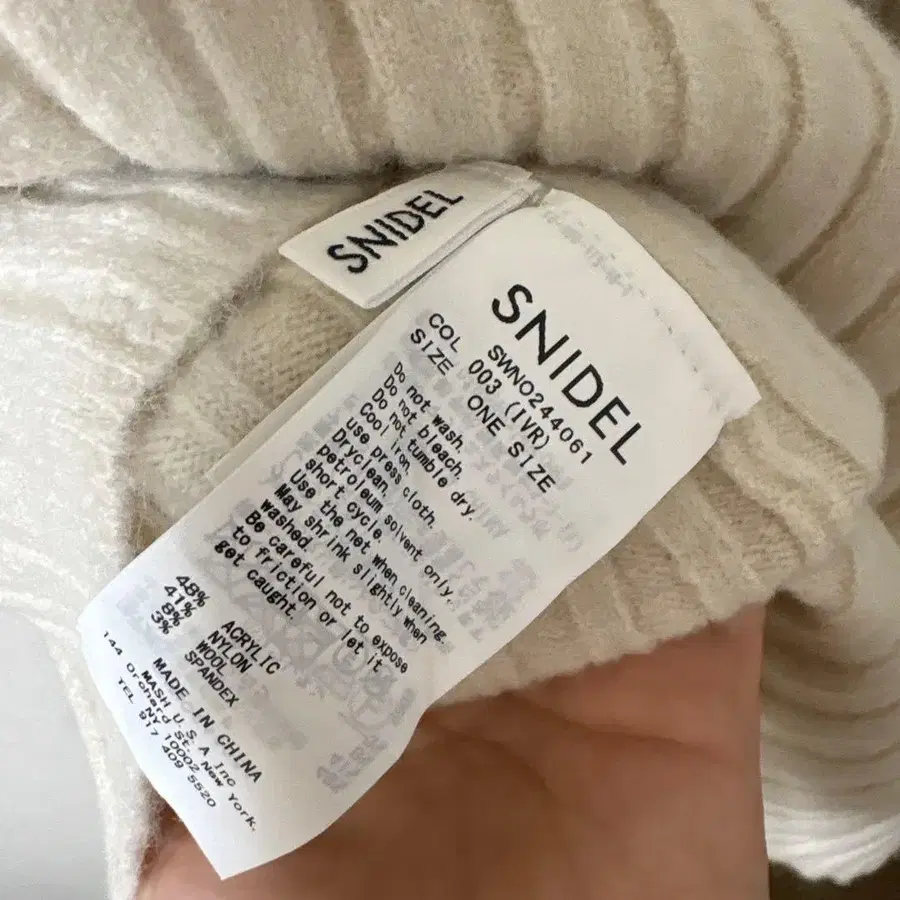 SNIDEL
SNIDEL
SWNO244061
COL 003 (IVR)
SIZE ONE SIZE
Do not wash.
Do not bleach.
Do not tumble dry.
Cool iron.
use press cloth.
Dryclean.
petroleum solvent only,
short cycle.
Use the net when cleaning.
May shrink slightly when
washed.
Be careful not to expose
to friction or let it
get caught.
48% ACRYLIC
41% NYLON
8% WOOL
3% SPANDEX
MADE IN CHINA
MASH U.S.A Inc
144 Orchard St. New York.
NY 10002
TEL 917 409 5520